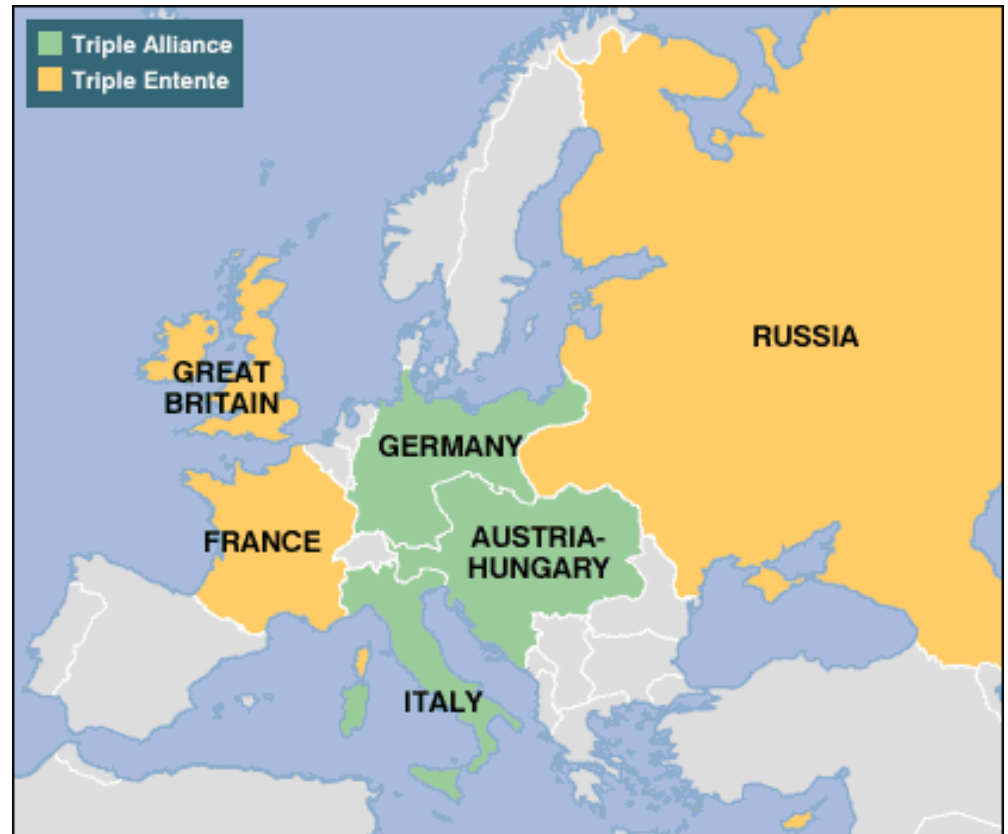 Triple Alliance
Triple Entente
RUSSIA
GREAT
BRITAIN
GERMANY
FRANCE
AUSTRIA-
HUNGARY
ITALY